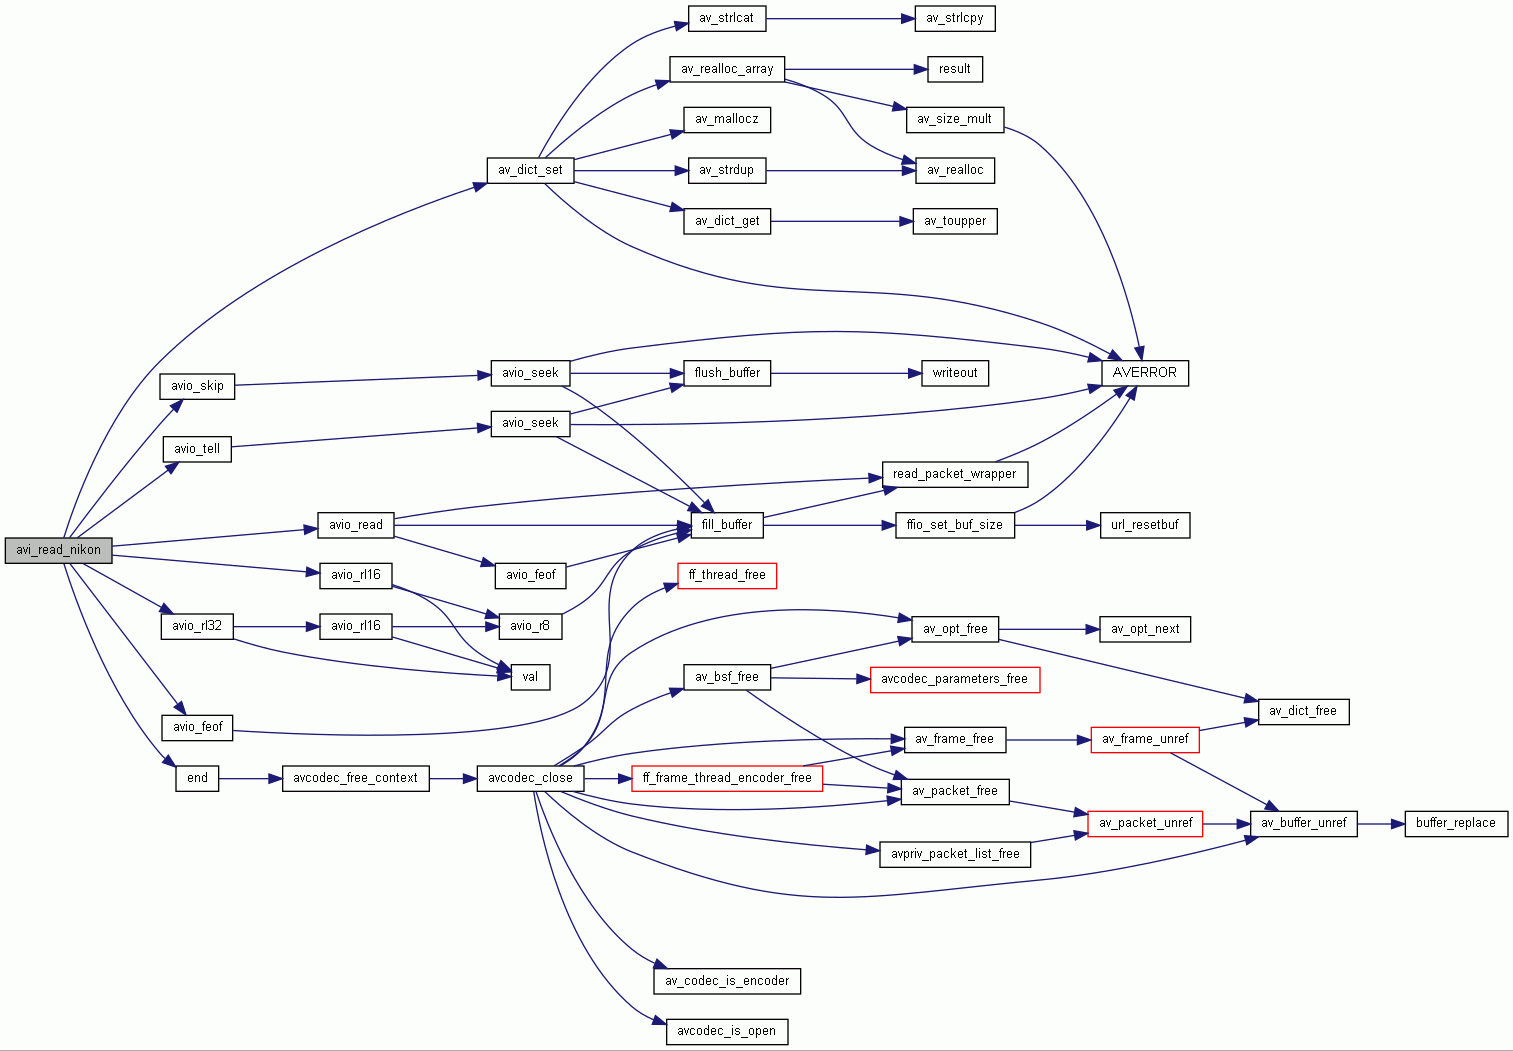 av_strlcat
av_strlcpy
av_realloc_array
result
av_mallocz
av_size_mult
av_dict_set
av_strdup
av_realloc
av_dict_get
av_toupper
avio_skip
avio_seek
flush_buffer
writeout
AVERROR
avio_seek
avio_tell
read_packet_wrapper
avio_read
fill_buffer
ffio_set_buf_size
url_resetbuf
avi_read_nikon
avio_rl16
avio_feof
ff_thread_free
avio_rl32
avio_rl16
avio_r8
av_opt_free
av_opt_next
val
av_bsf_free
avcodec_parameters_free
av_dict_free
avio_feof
av_frame_free
av_frame_unref
end
avcodec_free_context
avcodec_close
ff_frame_thread_encoder_free
av_packet_free
av_packet_unref
av_buffer_unref
buffer_replace
avpriv_packet_list_free
av_codec_is_encoder
avcodec_is_open